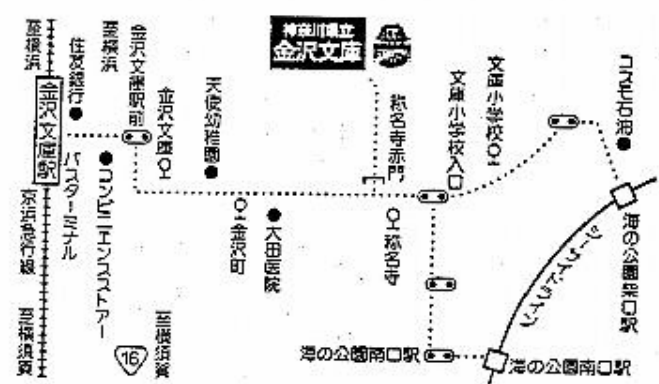 至横浜
金沢文庫駅
京浜急行線
至横須賀
住友銀行
バスターミナル
至横浜
コンビニエンスストアー
金沢文庫駅前
16
至横須賀
金沢文庫
天使幼稚園
金沢町
大田医院
神奈川県立
金沢文庫
称名寺赤門
称名寺
文庫小学校入口
文庫小学校
コスモ石油
海の公園柴口駅
シーサイドライン
海の公園南口駅
海の公園南口駅